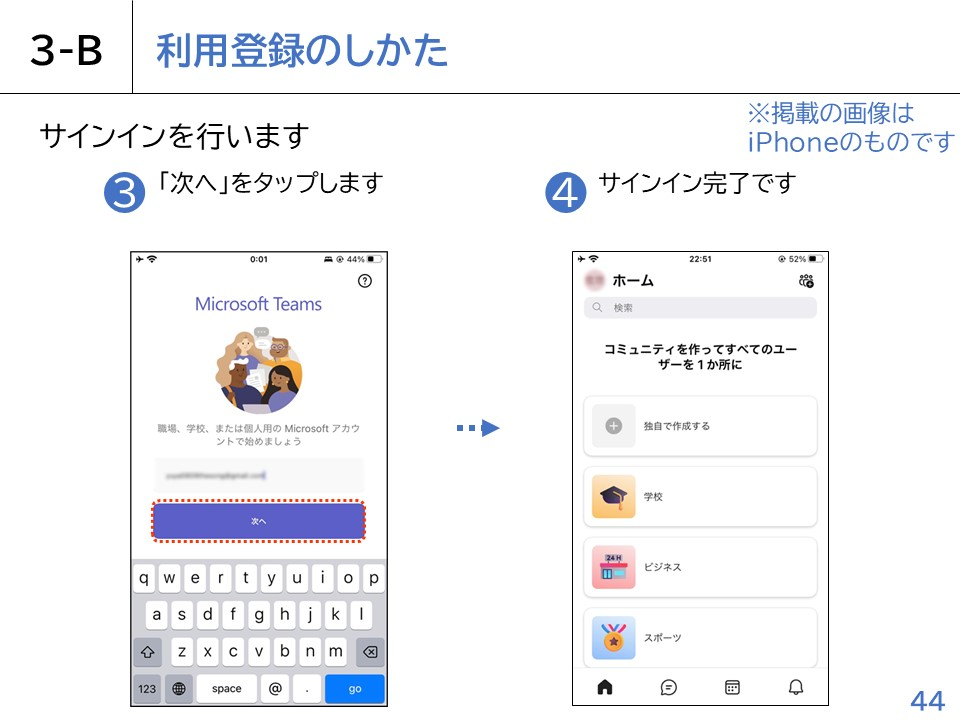 3-B
利用登録のしかた
※掲載の画像は
iPhoneのものです
サインインを行います
3
「次へ」をタップします
4
サインイン完了です
0:01
44%
Microsoft Teams
職場、学校、または個人用の Microsoft アカウ
ントで始めましょう
次へ
q w e r t y u i o p
a s d f g h j k l
z x c v b n m
123 space @ . go
22:51
52%
ホーム
検索
コミュニティを作ってすべてのユー
ザーを 1 か所に
独自で作成する
学校
24H
ビジネス
スポーツ
44